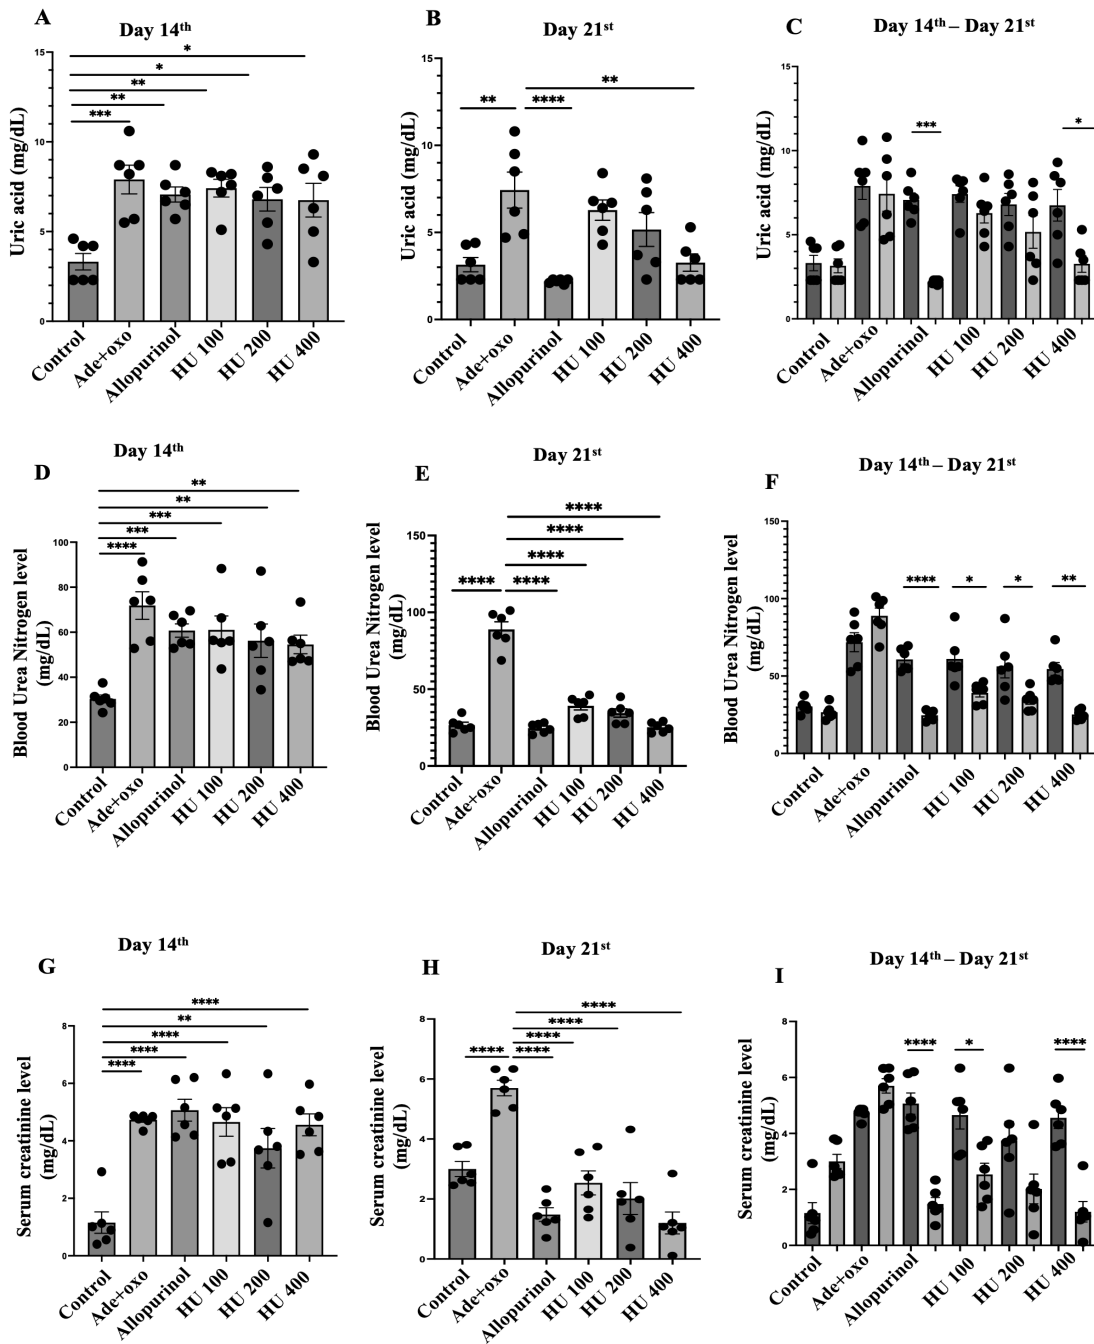 A
Day 14th
*
*
**
**
***
Uric acid (mg/dL)
15
10
5
0
Control
Ade+oxo
Allopurinol
HU 100
HU 200
HU 400
B
Day 21st
**
**
****
Uric acid (mg/dL)
15
10
5
0
Control
Ade+oxo
Allopurinol
HU 100
HU 200
HU 400
C
Day 14th – Day 21st
***
*
Uric acid (mg/dL)
15
10
5
0
Control
Ade+oxo
Allopurinol
HU 100
HU 200
HU 400
D
Day 14th
**
**
***
***
****
Blood Urea Nitrogen level
(mg/dL)
100
80
60
40
20
0
Control
Ade+oxo
Allopurinol
HU 100
HU 200
HU 400
E
Day 21st
****
****
****
****
****
Blood Urea Nitrogen level
(mg/dL)
150
100
50
0
Control
Ade+oxo
Allopurinol
HU 100
HU 200
HU 400
F
Day 14th – Day 21st
****
*
*
**
Blood Urea Nitrogen level
(mg/dL)
150
100
50
0
Control
Ade+oxo
Allopurinol
HU 100
HU 200
HU 400
G
Day 14th
****
**
****
****
****
Serum creatinine level
(mg/dL)
8
6
4
2
0
Control
Ade+oxo
Allopurinol
HU 100
HU 200
HU 400
H
Day 21st
****
****
****
****
****
Serum creatinine level
(mg/dL)
8
6
4
2
0
Control
Ade+oxo
Allopurinol
HU 100
HU 200
HU 400
I
Day 14th – Day 21st
****
*
****
Serum creatinine level
(mg/dL)
8
6
4
2
0
Control
Ade+oxo
Allopurinol
HU 100
HU 200
HU 400